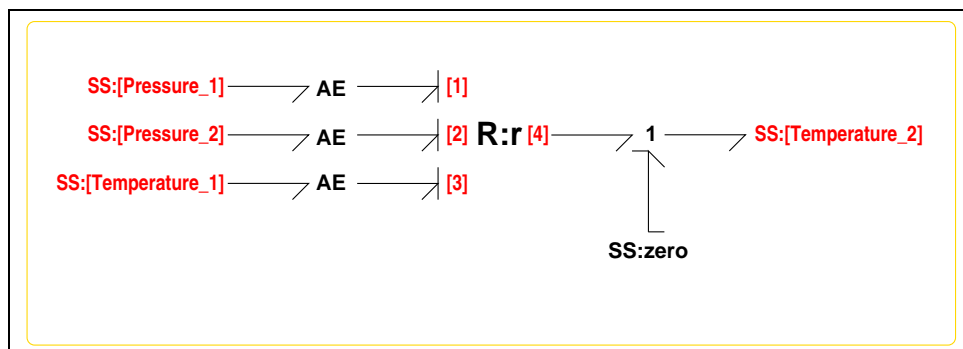 SS:[Pressure_1] AE [1]
SS:[Pressure_2] AE [2] R:r [4] 1 SS:[Temperature_2]
SS:[Temperature_1] AE [3]
SS:zero